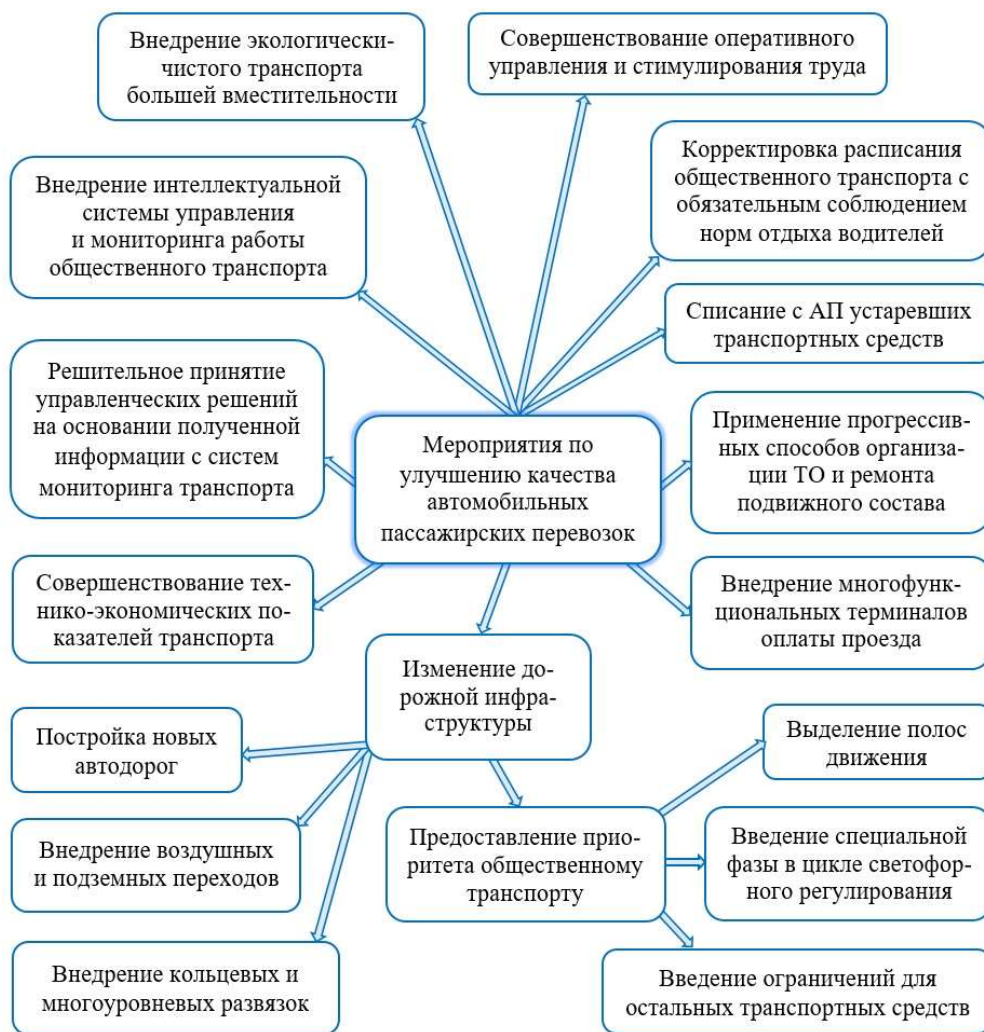 Внедрение экологически-
чистого транспорта
большей вместительности
Совершенствование оперативного
управления и стимулирования труда
Внедрение интеллектуальной
системы управления
и мониторинга работы
общественного транспорта
Корректировка расписания
общественного транспорта с
обязательным соблюдением
норм отдыха водителей
Списание с АП устаревших
транспортных средств
Решительное принятие
управленческих решений
на основании полученной
информации с систем
мониторинга транспорта
Мероприятия по
улучшению качества
автомобильных
пассажирских перевозок
Применение прогрессив-
ных способов организа-
ции ТО и ремонта
подвижного состава
Совершенствование тех-
нико-экономических по-
казателей транспорта
Внедрение многофунк-
циональных терминалов
оплаты проезда
Изменение до-
рожной инфра-
структуры
Постройка новых
автодорог
Выделение полос
движения
Внедрение воздушных
и подземных переходов
Предоставление прио-
ритета общественному
транспорту
Введение специальной
фазы в цикле светофор-
ного регулирования
Внедрение кольцевых и
многоуровневых развязок
Введение ограничений для
остальных транспортных средств